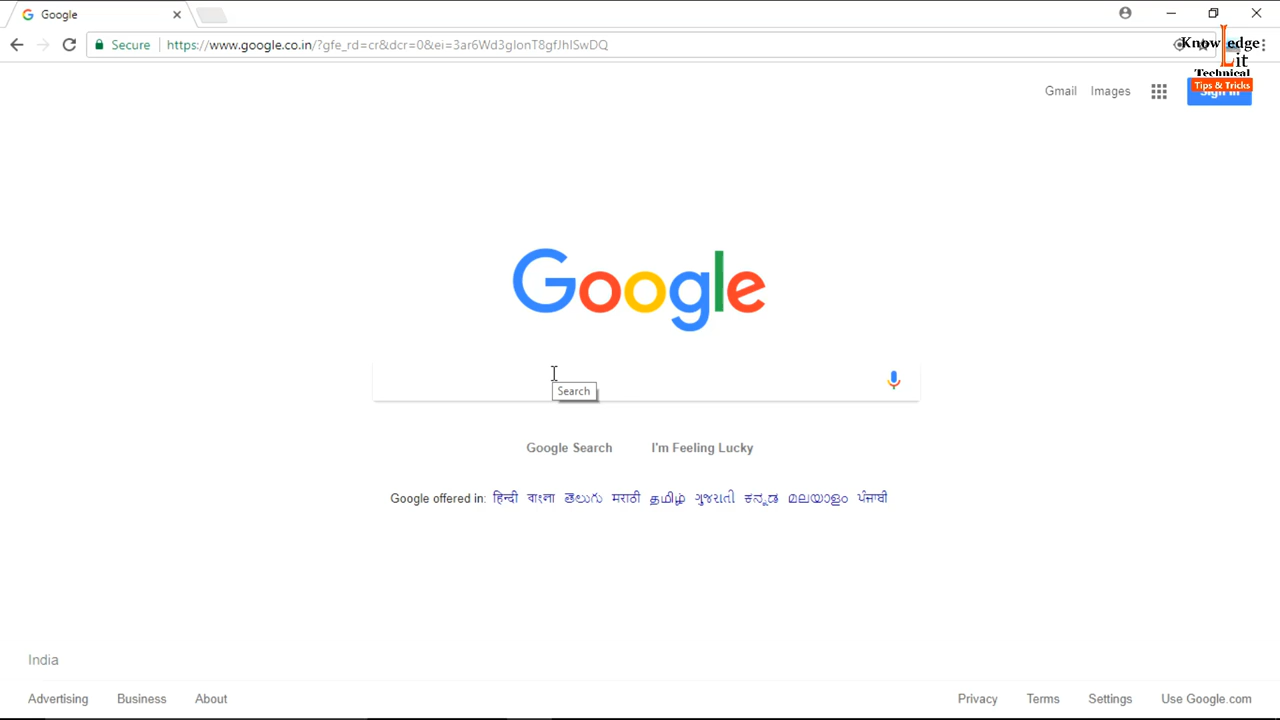 Google
Secure
https://www.google.co.in/?gfe_rd=cr&dcr=0&ei=3ar6Wd3gIonT8gfJhISwDQ
Knowledge
Lit
Technical
Tips & Tricks
Gmail Images Sign in
Google
Search
Google Search I'm Feeling Lucky
Google offered in: हिन्दी বাংলা తెలుగు मराठी தமிழ் ગુજરાતી ಕನ್ನಡ മലയാളം ਪੰਜਾਬੀ
India
Advertising Business About Privacy Terms Settings Use Google.com